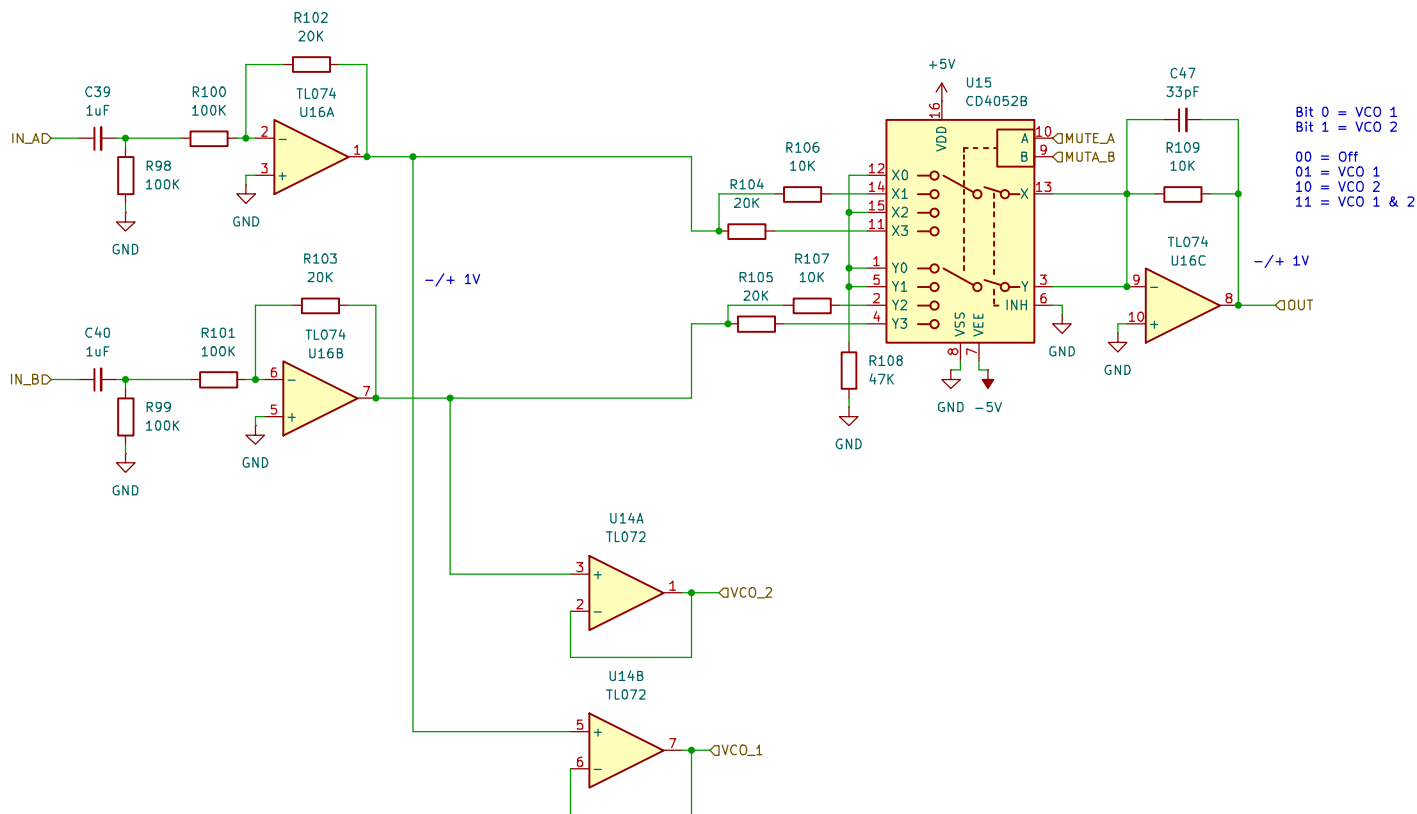 R102
20K
C39
1uF
R100
100K
TL074
U16A
IN_A
2
3
1
R98
100K
GND
GND
R103
20K
-/+ 1V
C40
1uF
R101
100K
TL074
U16B
IN_B
6
5
7
R99
100K
GND
GND
+5V
U15
CD4052B
16
VDD
A
10
MUTE_A
B
9
MUTA_B
R106
10K
R104
20K
12
X0
14
X1
15
X2
11
X3
X
13
R107
10K
R105
20K
1
Y0
5
Y1
2
Y2
4
Y3
Y
3
INH
6
VSS
VEE
8
7
GND
GND
-5V
R108
47K
GND
C47
33pF
R109
10K
TL074
U16C
-/+ 1V
9
10
8
OUT
GND
Bit 0 = VCO 1
Bit 1 = VCO 2
00 = Off
01 = VCO 1
10 = VCO 2
11 = VCO 1 & 2
U14A
TL072
3
2
1
VCO_2
U14B
TL072
5
6
7
VCO_1